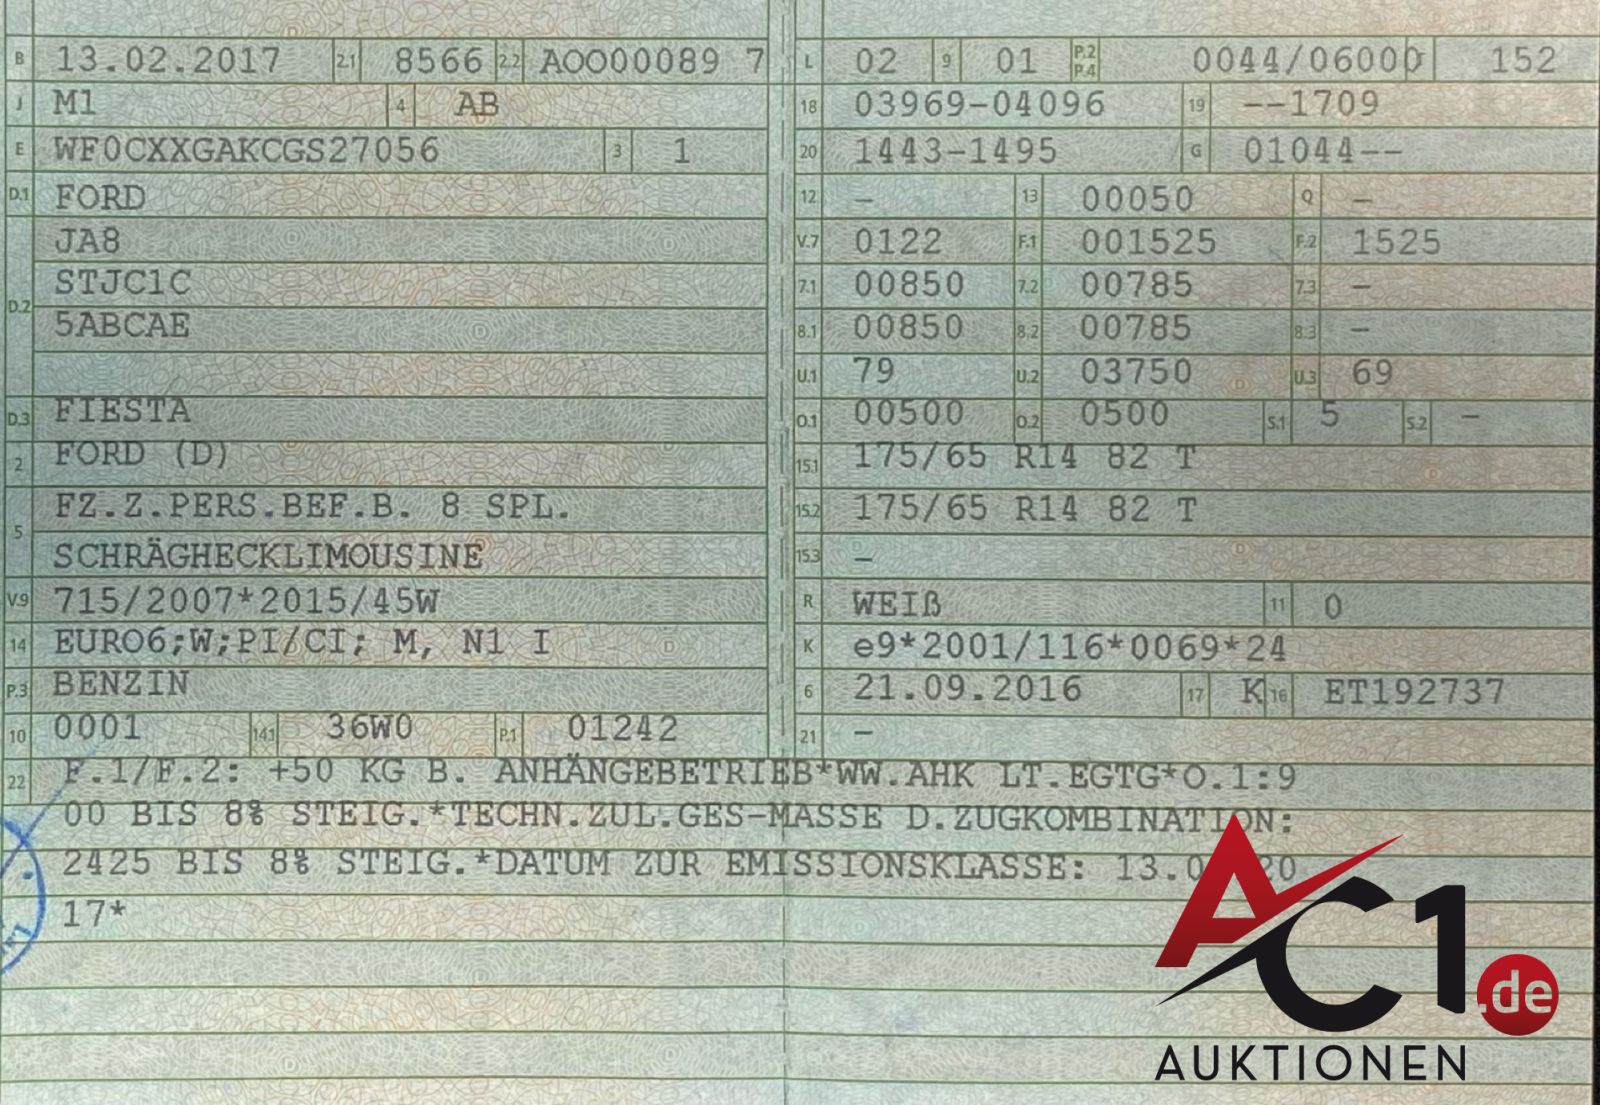 B 13.02.2017 2.1 8566 2.2 AOO00089 7
J M1 4 AB
E WF0CXXGAKCGS27056 3 1
D.1 FORD
JA8
D.2 STJC1C
5ABCAE
D.3 FIESTA
2 FORD (D)
5 FZ.Z.PERS.BEF.B. 8 SPL.
SCHRÄGHECKLIMOUSINE
V.9 715/2007*2015/45W
14 EURO6;W;PI/CI; M, N1 I
P.3 BENZIN
10 0001 14.1 36W0 P.1 01242
L 02 9 01 P.2 P.4 0044/06000 T 152
18 03969-04096 19 --1709
20 1443-1495 G 01044--
12 - 13 00050 Q -
V.7 0122 F.1 001525 F.2 1525
7.1 00850 7.2 00785 7.3 -
8.1 00850 8.2 00785 8.3 -
U.1 79 U.2 03750 U.3 69
O.1 00500 O.2 0500 S.1 5 S.2 -
15.1 175/65 R14 82 T
15.2 175/65 R14 82 T
15.3 -
R WEIß 11 0
K e9*2001/116*0069*24
6 21.09.2016 17 K 16 ET192737
21 -
22 F.1/F.2: +50 KG B. ANHÄNGEBETRIEB*WW.AHK LT.EGTG*O.1:9
00 BIS 8% STEIG.*TECHN.ZUL.GES-MASSE D.ZUGKOMBINATION:
2425 BIS 8% STEIG.*DATUM ZUR EMISSIONSKLASSE: 13.0 20
17*
AC1.de
AUKTIONEN